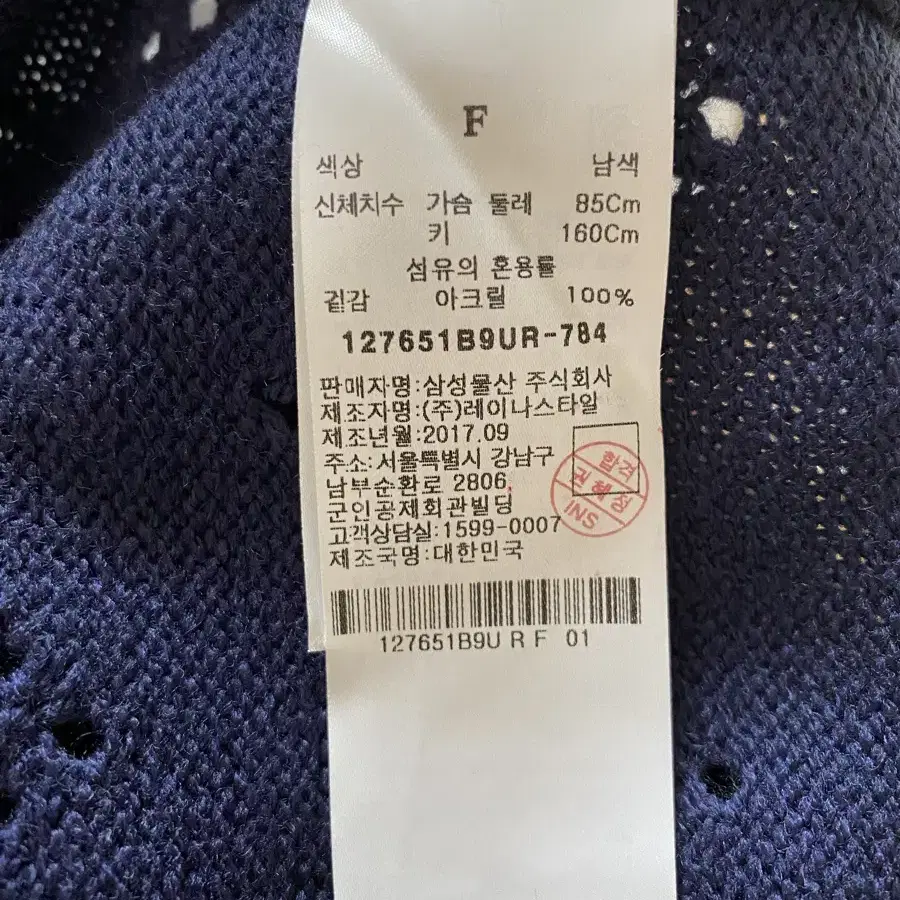 F
색상 남색
신체치수 가슴 둘레 85Cm
키 160Cm
섬유의 혼용률
겉감 아크릴 100%
127651B9UR-784
판매자명:삼성물산 주식회사
제조자명:(주)레이나스타일
제조년월:2017.09
주소:서울특별시 강남구
남부순환로 2806,
군인공제회관빌딩
고객상담실:1599-0007
제조국명:대한민국
합격
INS
127651B9U R F 01